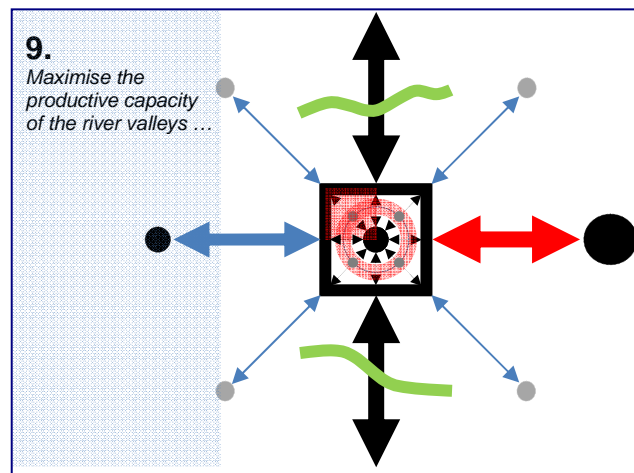 9.
Maximise the
productive capacity
of the river valleys …